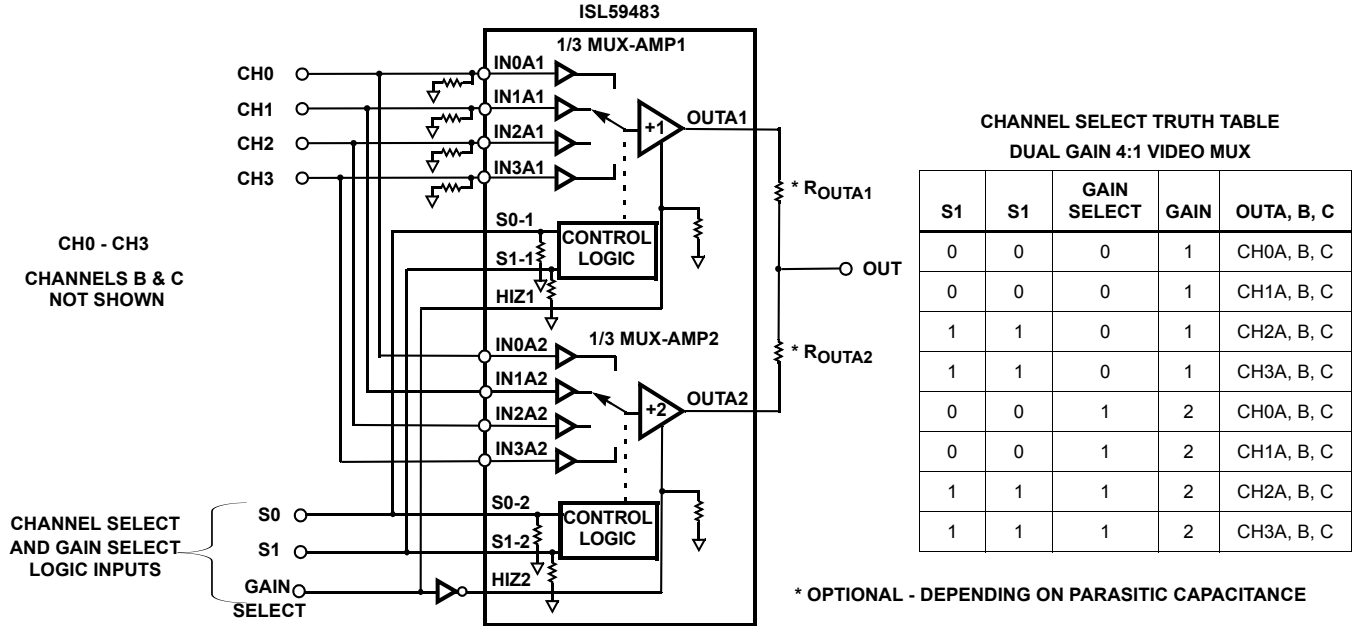 ISL59483
1/3 MUX-AMP1
CH0
IN0A1
CH1
IN1A1
CH2
IN2A1
CH3
IN3A1
+1
OUTA1
* ROUTA1
S0-1
S1-1
CONTROL
LOGIC
HIZ1
OUT
CH0 - CH3
CHANNELS B & C
NOT SHOWN
1/3 MUX-AMP2
IN0A2
IN1A2
IN2A2
IN3A2
+2
OUTA2
* ROUTA2
S0-2
S1-2
CONTROL
LOGIC
HIZ2
CHANNEL SELECT
AND GAIN SELECT
LOGIC INPUTS
S0
S1
GAIN
SELECT
CHANNEL SELECT TRUTH TABLE
DUAL GAIN 4:1 VIDEO MUX
S1 S1 GAIN SELECT GAIN OUTA, B, C
0 0 0 1 CH0A, B, C
0 0 0 1 CH1A, B, C
1 1 0 1 CH2A, B, C
1 1 0 1 CH3A, B, C
0 0 1 2 CH0A, B, C
0 0 1 2 CH1A, B, C
1 1 1 2 CH2A, B, C
1 1 1 2 CH3A, B, C
* OPTIONAL - DEPENDING ON PARASITIC CAPACITANCE